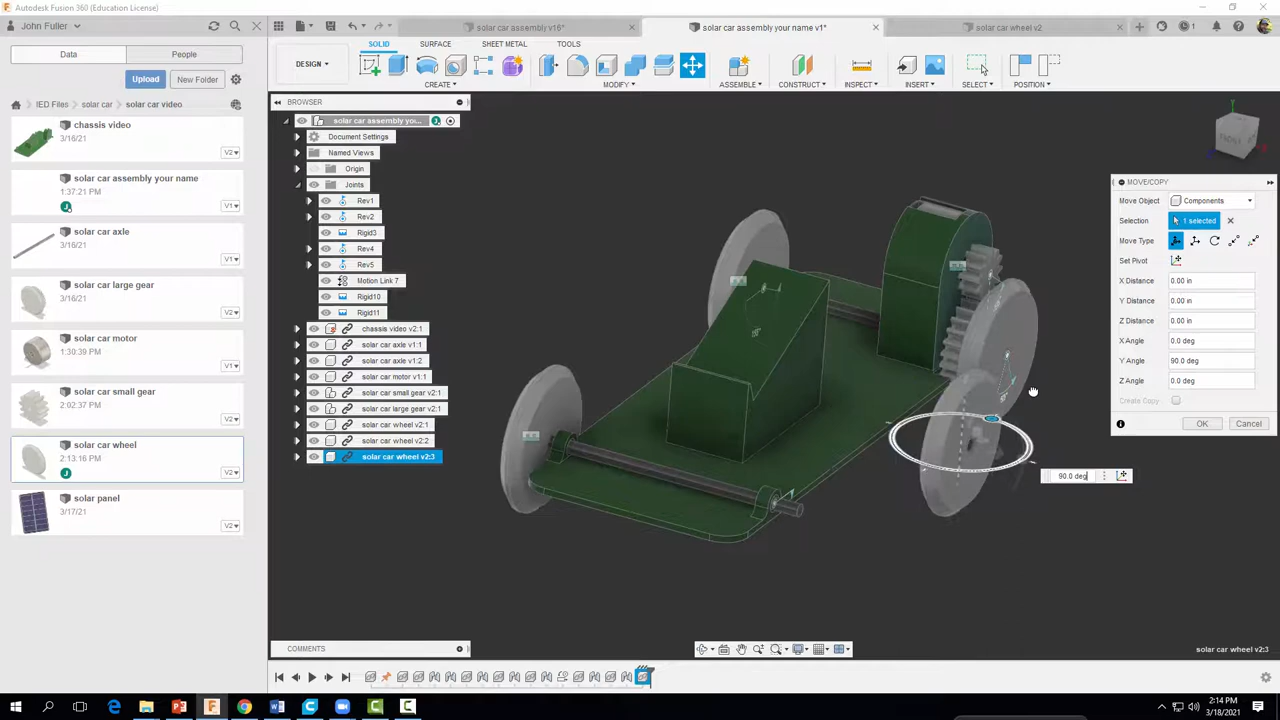 Autodesk Fusion 360 (Education License)
John Fuller
solar car assembly v16*
solar car assembly your name v1*
solar car wheel v2
1
Data
People
Upload
New Folder
IED Files
solar car
solar video
SOLID
SURFACE
SHEET METAL
TOOLS
DESIGN
CREATE
MODIFY
ASSEMBLE
CONSTRUCT
INSPECT
INSERT
SELECT
POSITION
BROWSER
solar car assembly yo...
Document Settings
Named Views
Origin
Joints
Rev1
Rev2
Rigid3
Rev4
Rev5
Motion Link 7
Rigid10
Rigid11
chassis video v2:1
solar car axle v1:1
solar car axle v1:2
solar car motor v1:1
solar car small gear v2:1
solar car large gear v2:1
solar car wheel v2:1
solar car wheel v2:2
solar car wheel v2:3
chassis video
3/16/21
V2
solar car assembly your name
1:37:21 PM
V1
solar car axle
3/16/21
V1
solar car large gear
3/16/21
V2
solar car motor
1:30:39 PM
V1
solar car small gear
2:02:37 PM
V2
solar car wheel
2:13:16 PM
V2
solar panel
3/17/21
V2
MOVE/COPY
Move Object
Components
Selection
1 selected
Move Type
Set Pivot
X Distance
0.00 in
Y Distance
0.00 in
Z Distance
0.00 in
X Angle
0.0 deg
Y Angle
90.0 deg
Z Angle
0.0 deg
Create Copy
OK
Cancel
90.0 deg
COMMENTS
solar car wheel v2:3
2:14 PM
3/18/2021